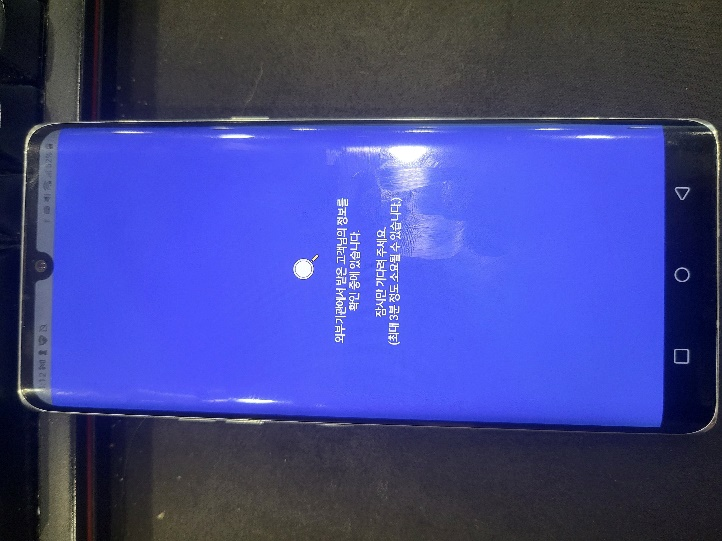 외부기관에서 받은 고객님의 정보를
확인 중에 있습니다.
잠시만 기다려 주세요.
(최대 3분 정도 소요될 수 있습니다.)